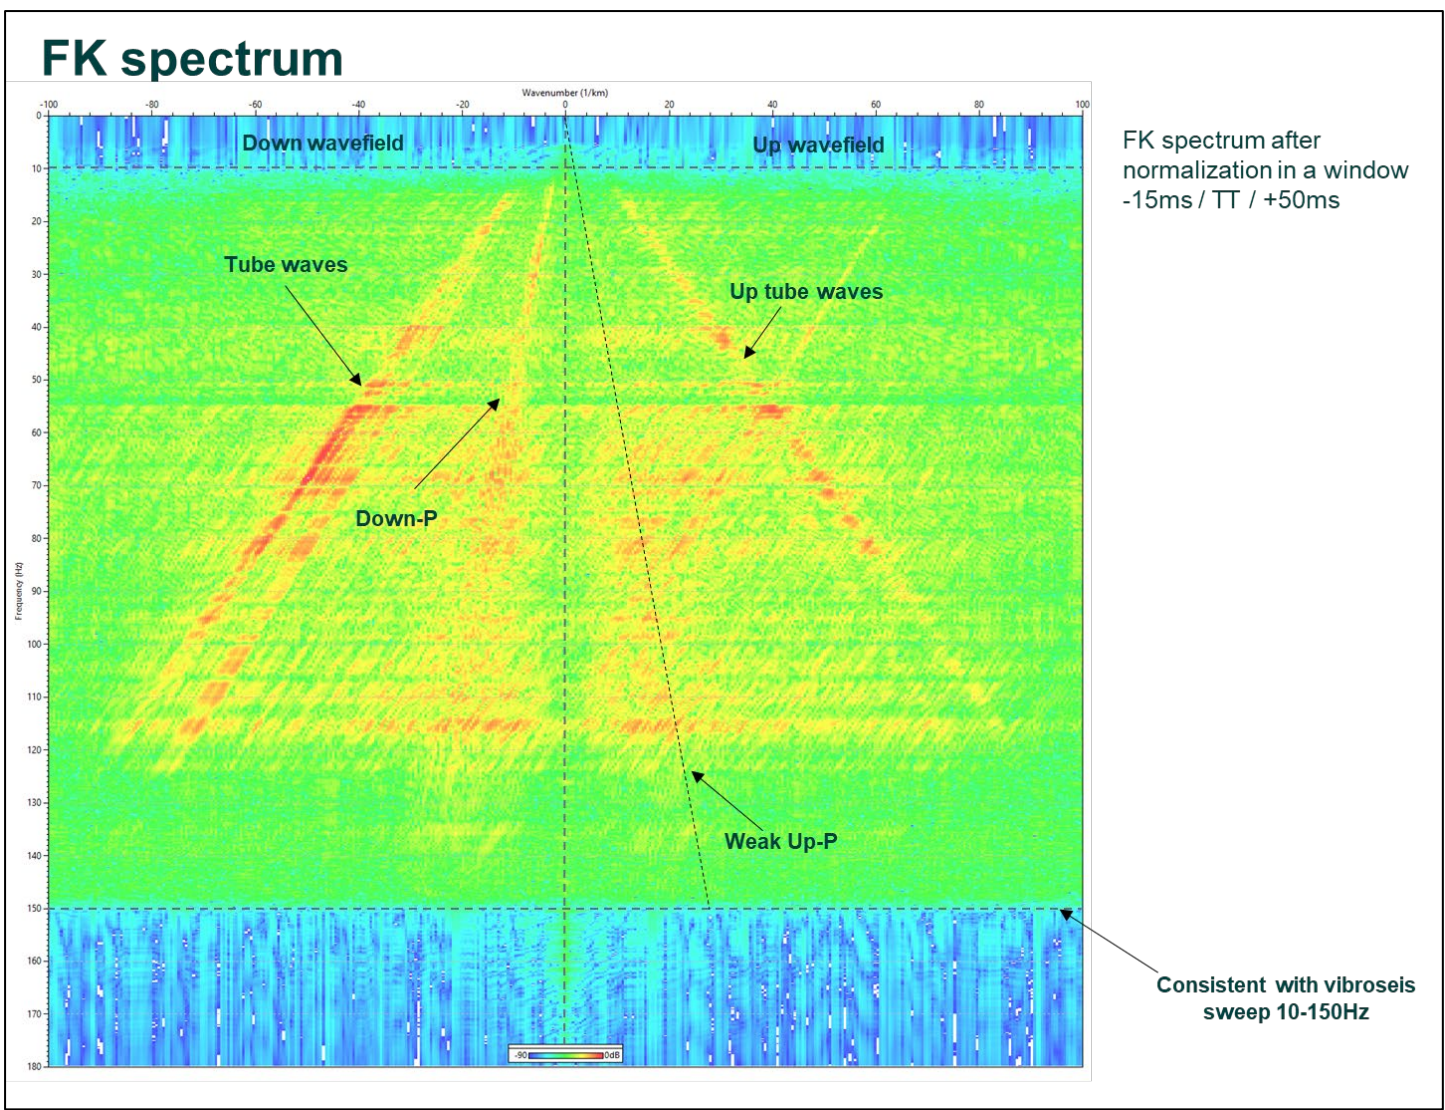 FK spectrum
Wavenumber (1/km)
-100 -80 -60 -40 -20 0 20 40 60 80 100
Down wavefield
Up wavefield
FK spectrum after
normalization in a window
-15ms / TT / +50ms
Tube waves
Up tube waves
Down-P
Weak Up-P
Frequency (Hz)
0
10
20
30
40
50
60
70
80
90
100
110
120
130
140
150
160
170
180
Consistent with vibroseis
sweep 10-150Hz
-90 0dB